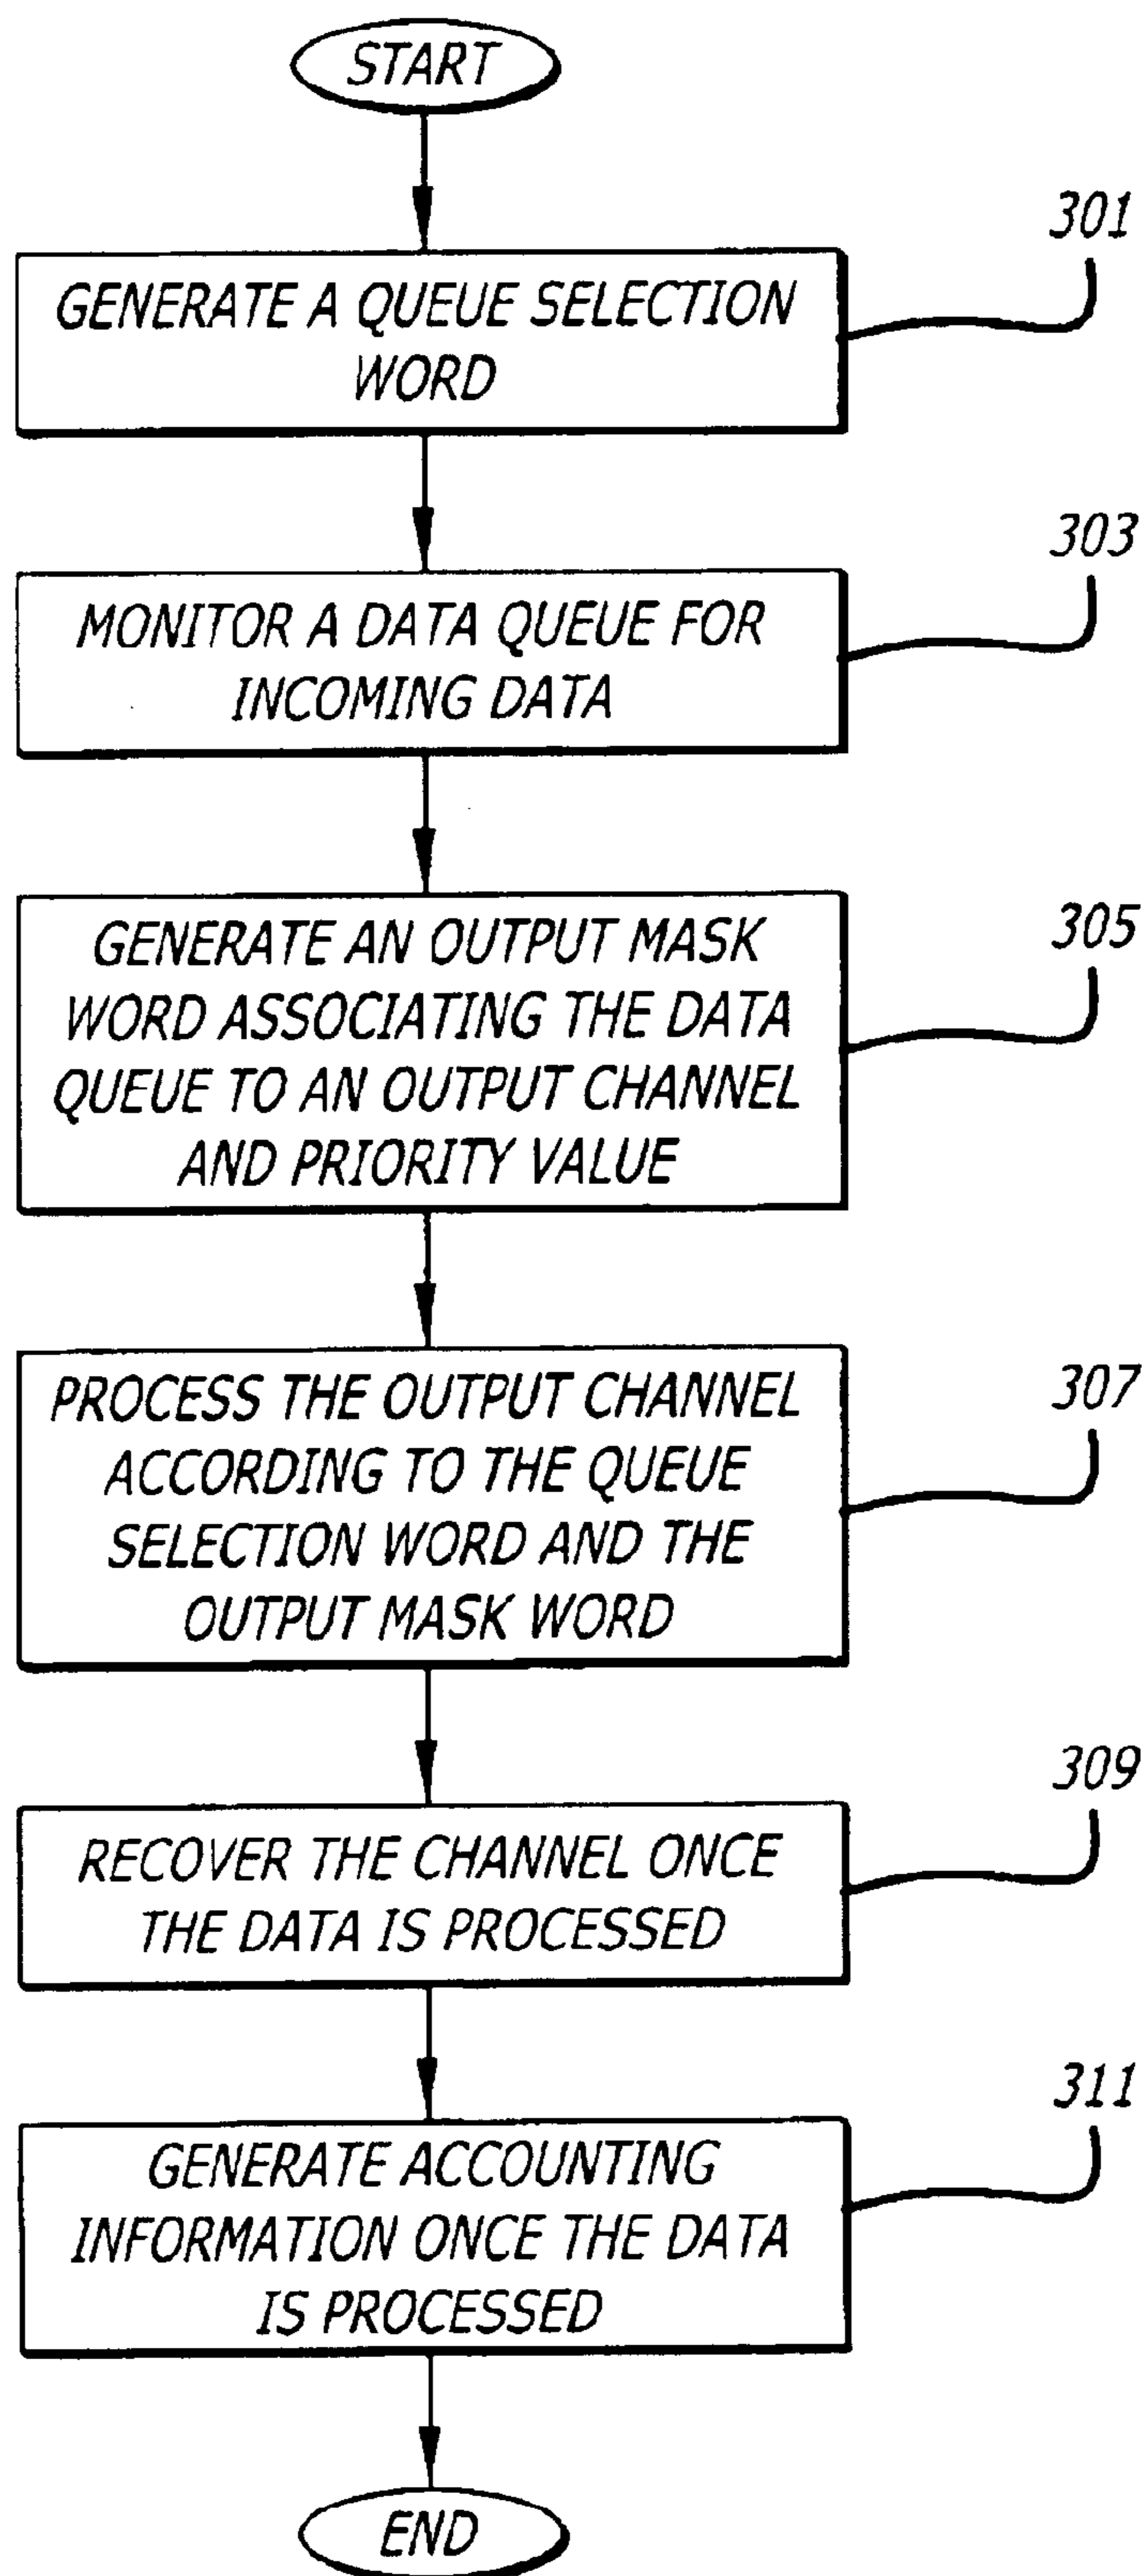 START
301
GENERATE A QUEUE SELECTION
WORD
303
MONITOR A DATA QUEUE FOR
INCOMING DATA
305
GENERATE AN OUTPUT MASK
WORD ASSOCIATING THE DATA
QUEUE TO AN OUTPUT CHANNEL
AND PRIORITY VALUE
307
PROCESS THE OUTPUT CHANNEL
ACCORDING TO THE QUEUE
SELECTION WORD AND THE
OUTPUT MASK WORD
309
RECOVER THE CHANNEL ONCE
THE DATA IS PROCESSED
311
GENERATE ACCOUNTING
INFORMATION ONCE THE DATA
IS PROCESSED
END